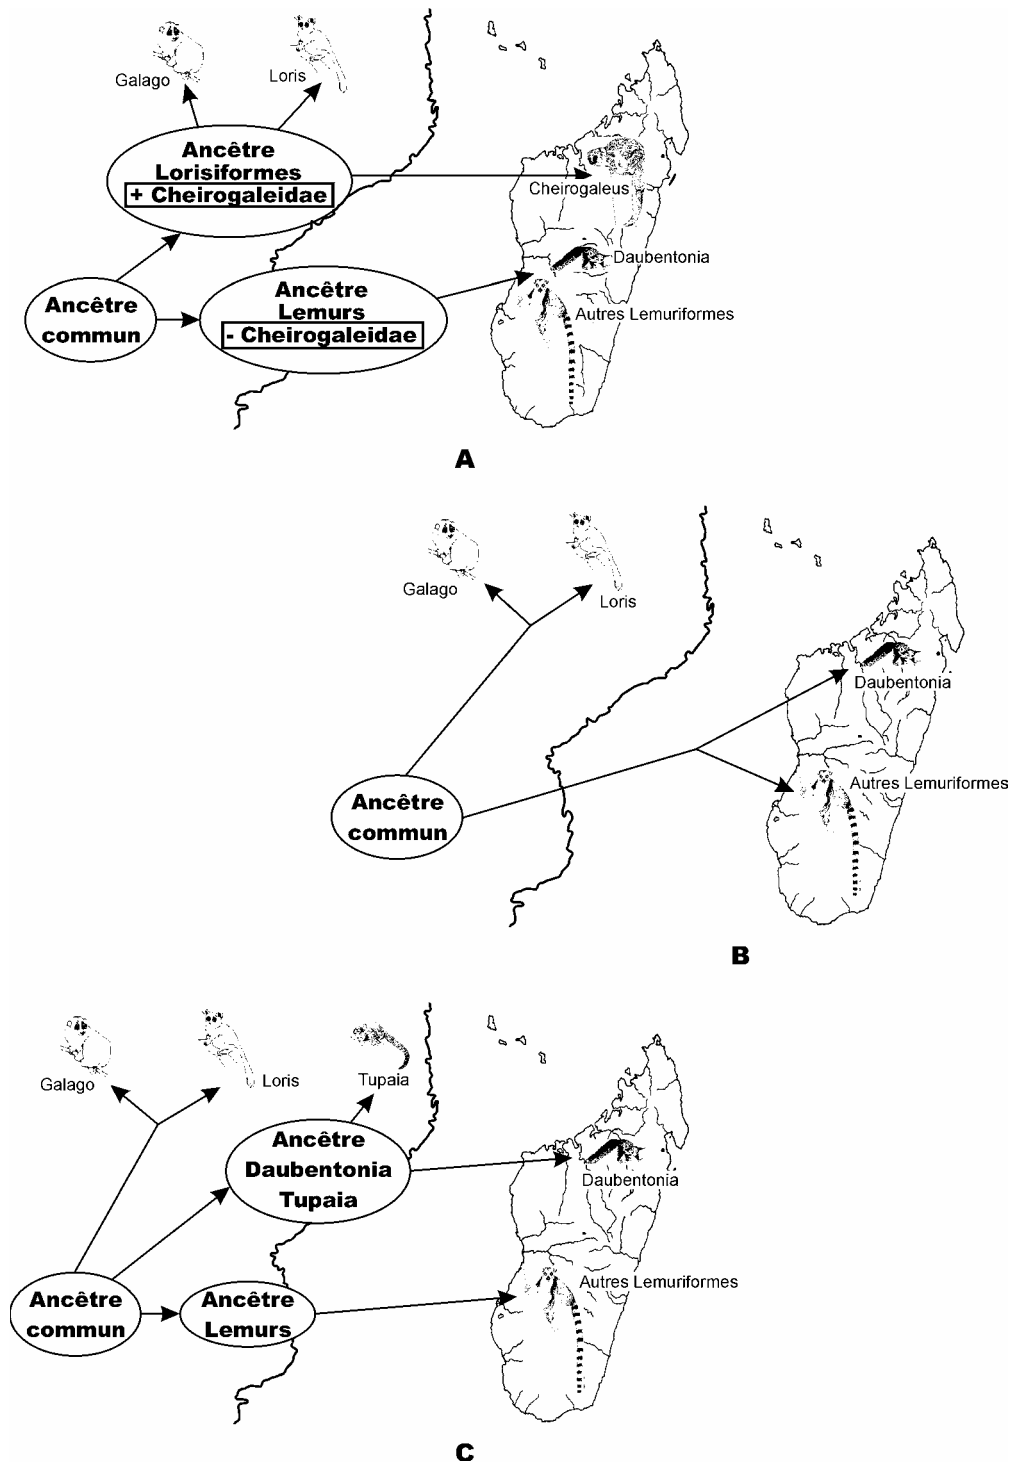 Galago
Loris
Ancêtre
Lorisiformes
+ Cheirogaleidae
Cheirogaleus
Daubentonia
Ancêtre
commun
Ancêtre
Lemurs
- Cheirogaleidae
Autres Lemuriformes
A
Galago
Loris
Daubentonia
Autres Lemuriformes
Ancêtre
commun
B
Galago
Loris
Tupaia
Ancêtre
Daubentonia
Tupaia
Daubentonia
Autres Lemuriformes
Ancêtre
commun
Ancêtre
Lemurs
C